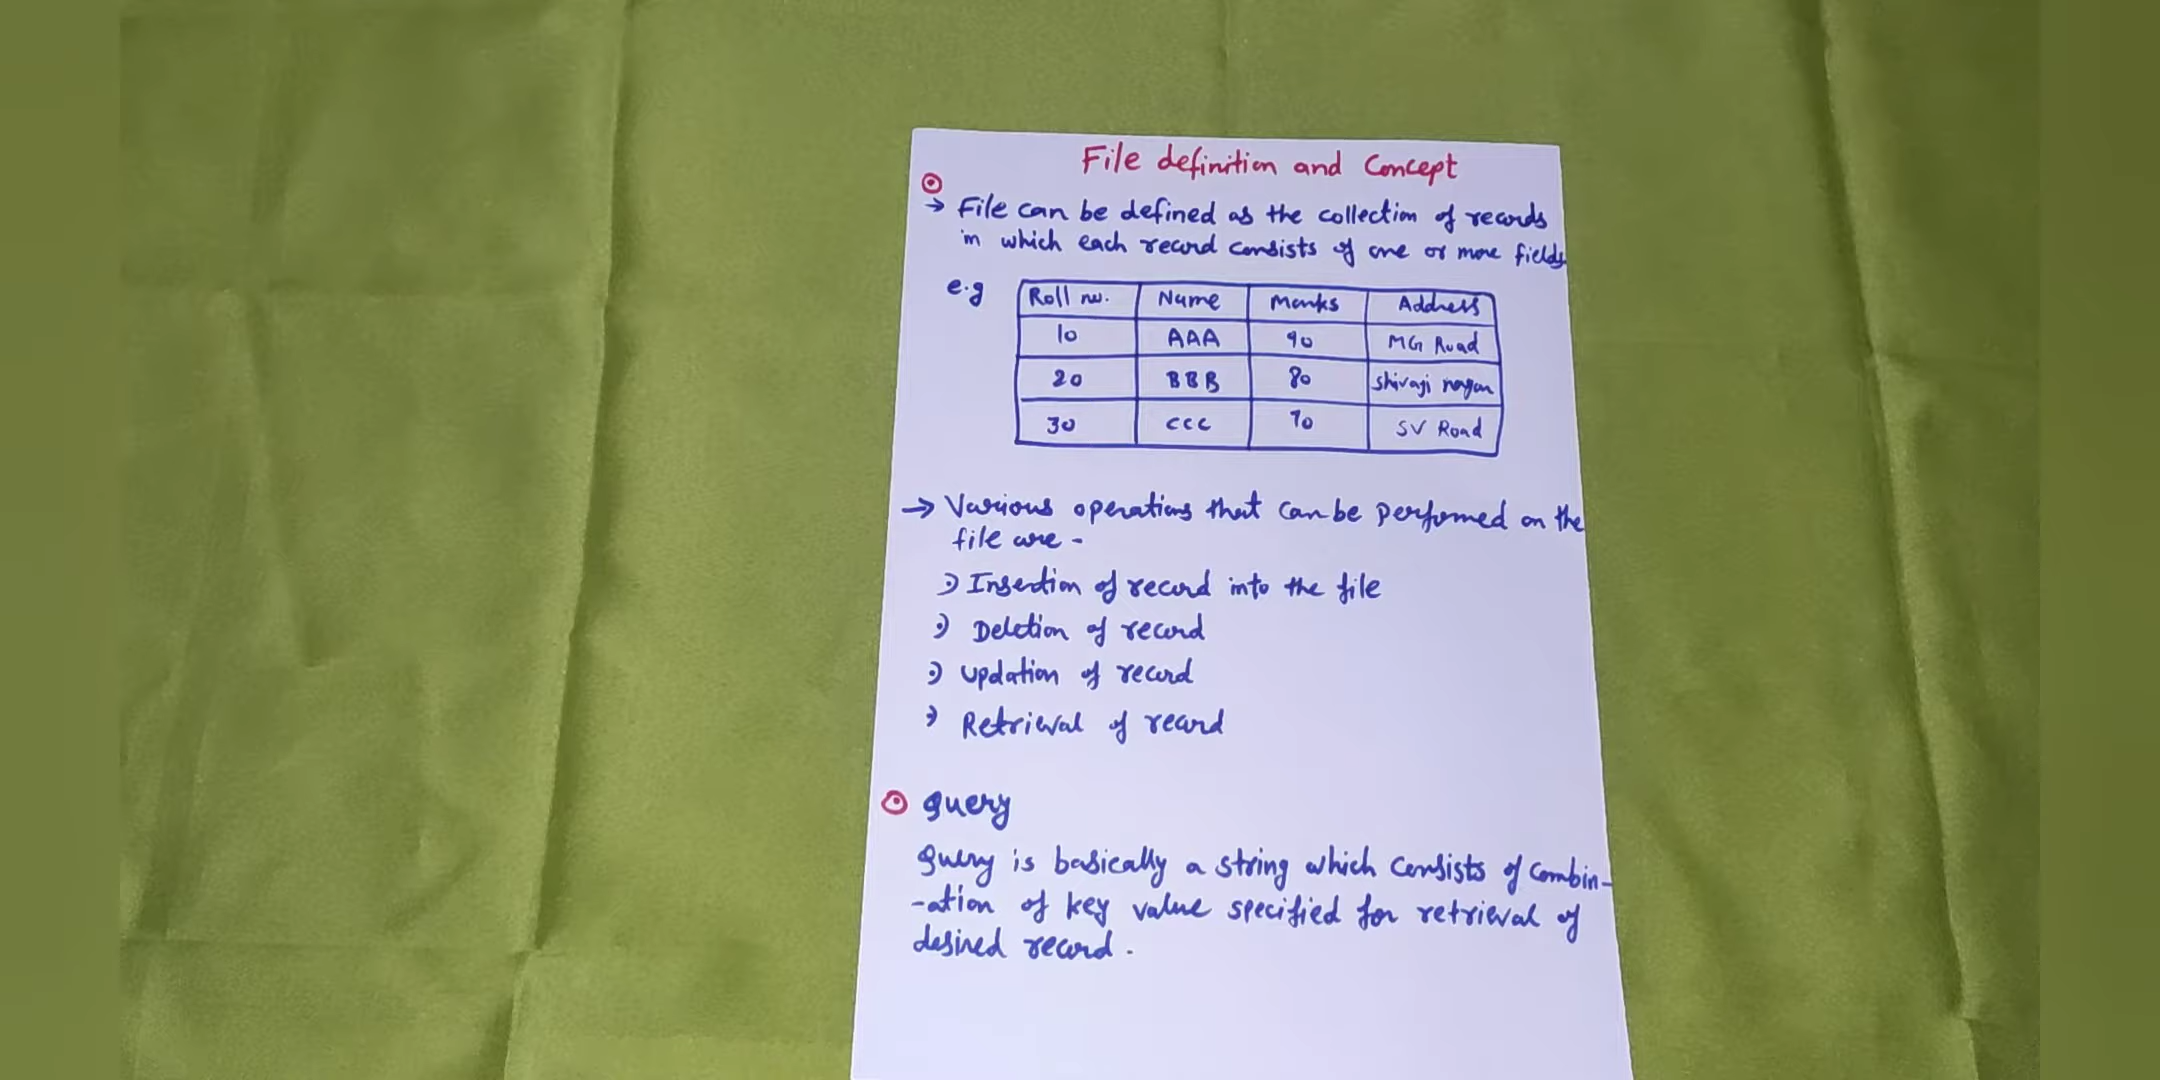 File definition and Concept
→ File can be defined as the collection of records
in which each record consists of one or more fields
e.g
Roll no. Name Marks Address
10 AAA 90 MG Road
20 BBB 80 Shivaji nagar
30 CCC 70 SV Road
→ Various operations that can be performed on the
file are -
•) Insertion of record into the file
•) Deletion of record
•) Updation of record
•) Retrieval of record
Query
Query is basically a string which consists of combin-
-ation of key value specified for retrieval of
desired record.